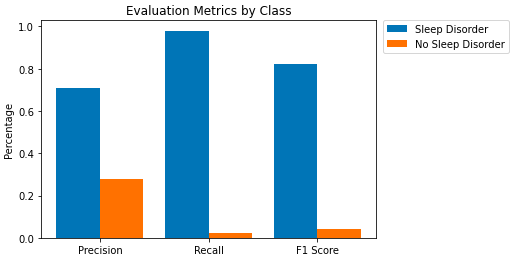 Evaluation Metrics by Class
Sleep Disorder
No Sleep Disorder
Percentage
1.0
0.8
0.6
0.4
0.2
0.0
Precision
Recall
F1 Score